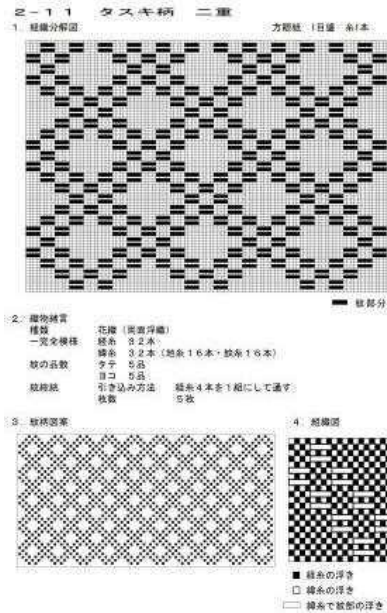 2-11 タスキ柄 二重
1. 組織分解図 方眼紙 1目盛 糸1本
紋部分
2. 織物緒言
種類 花織(両面浮織)
一完全模様 経糸 32本
緯糸 32本(地糸16本・紋糸16本)
紋の品数 タテ 5品
ヨコ 5品
紋綜絖 引き込み方法 経糸4本を1組にして通す
枚数 5枚
3. 紋柄図案 4. 組織図
■ 経糸の浮き
□ 緯糸の浮き
緯糸で紋部の浮き